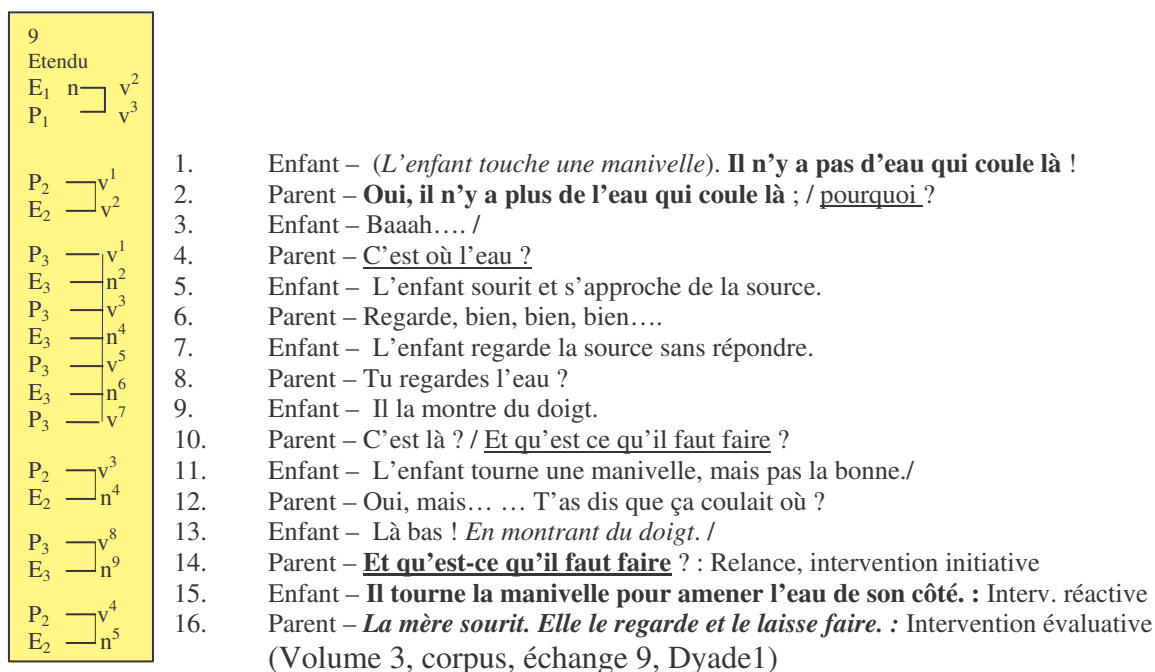 9
Etendu
E1 n v2
P1 v3
P2 v1
E2 v2
P3 v1
E3 n2
P3 v3
E3 n4
P3 v5
E3 n6
P3 v7
P2 v3
E2 n4
P3 v8
E3 n9
P2 v4
E2 n5
1. Enfant – (L'enfant touche une manivelle). Il n'y a pas d'eau qui coule là !
2. Parent – Oui, il n'y a plus de l'eau qui coule là ; / pourquoi ?
3. Enfant – Baaah…. /
4. Parent – C'est où l'eau ?
5. Enfant – L'enfant sourit et s'approche de la source.
6. Parent – Regarde, bien, bien, bien….
7. Enfant – L'enfant regarde la source sans répondre.
8. Parent – Tu regardes l'eau ?
9. Enfant – Il la montre du doigt.
10. Parent – C'est là ? / Et qu'est ce qu'il faut faire ?
11. Enfant – L'enfant tourne une manivelle, mais pas la bonne./
12. Parent – Oui, mais… … T'as dis que ça coulait où ?
13. Enfant – Là bas ! En montrant du doigt. /
14. Parent – Et qu'est-ce qu'il faut faire ? : Relance, intervention initiative
15. Enfant – Il tourne la manivelle pour amener l'eau de son côté. : Interv. réactive
16. Parent – La mère sourit. Elle le regarde et le laisse faire. : Intervention évaluative
(Volume 3, corpus, échange 9, Dyade1)